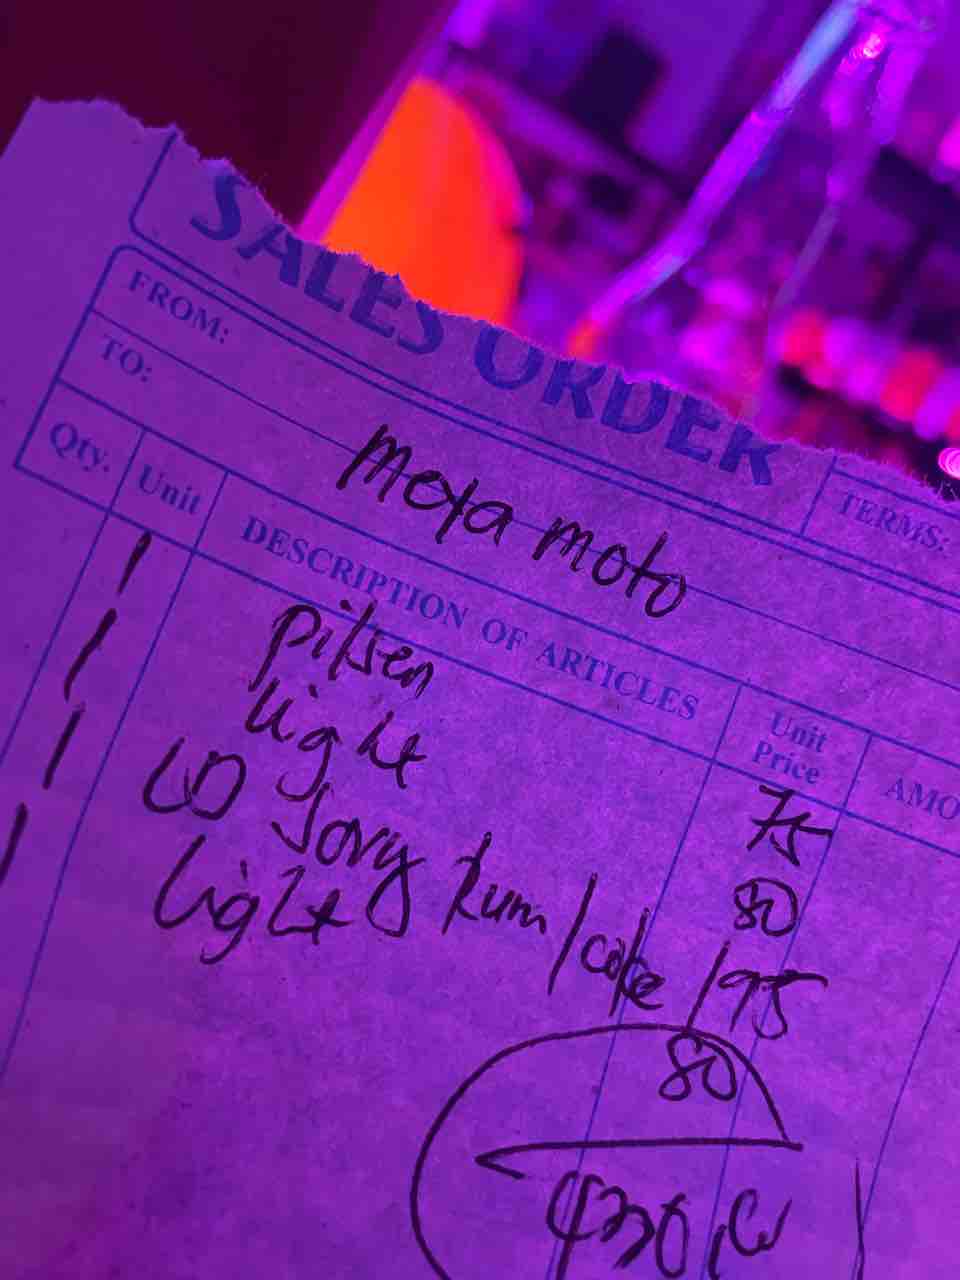 SALES ORDER
FROM:
TERMS:
TO:
mota moto
Qty. Unit DESCRIPTION OF ARTICLES Unit Price AMO
1 pilsen 75
1 light 80
1 LD Jorg Rum/coke 195
1 light 80
430